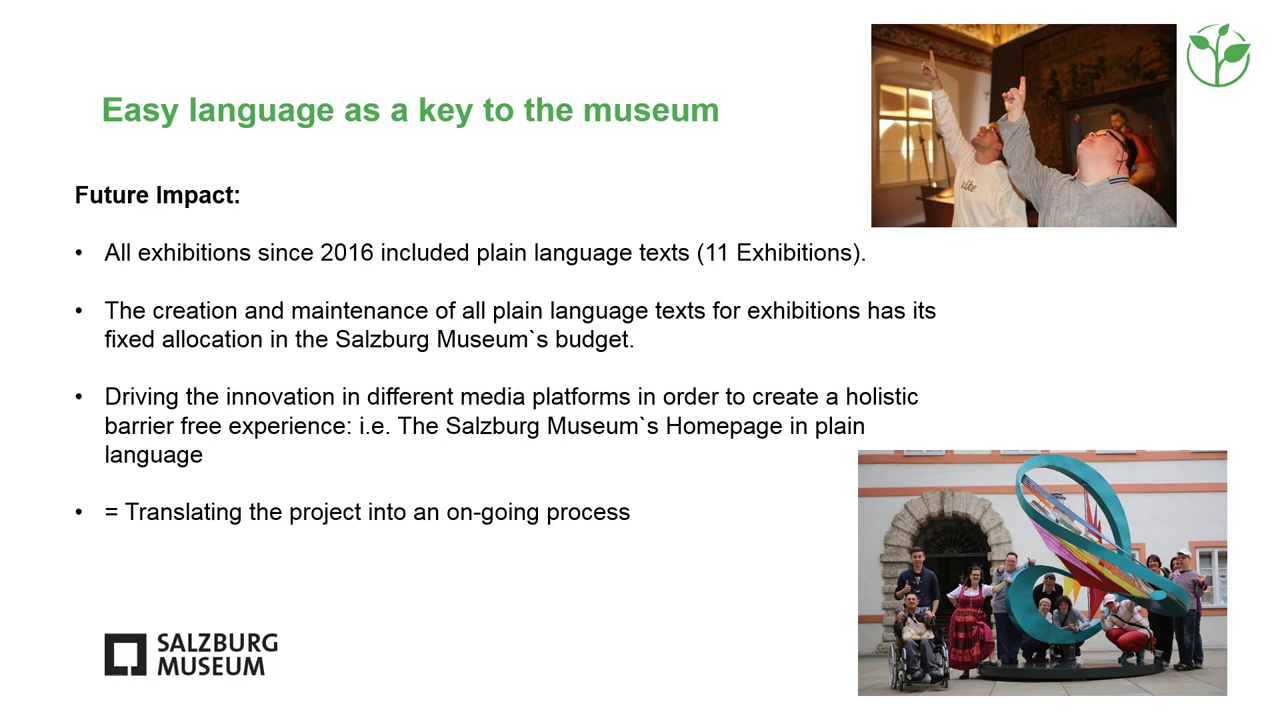 Easy language as a key to the museum
Future Impact:
• All exhibitions since 2016 included plain language texts (11 Exhibitions).
• The creation and maintenance of all plain language texts for exhibitions has its
fixed allocation in the Salzburg Museum`s budget.
• Driving the innovation in different media platforms in order to create a holistic
barrier free experience: i.e. The Salzburg Museum`s Homepage in plain
language
• = Translating the project into an on-going process
SALZBURG
MUSEUM